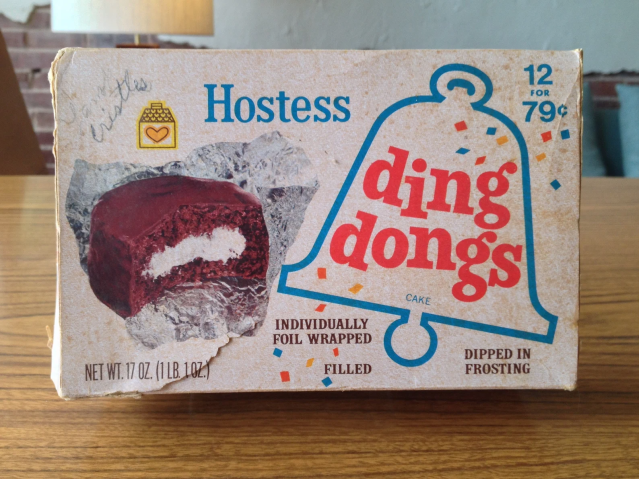 Hostess
12
FOR
79¢
ding
dongs
CAKE
INDIVIDUALLY
FOIL WRAPPED
FILLED
DIPPED IN
FROSTING
NET WT. 17 OZ. (1 LB. 1 OZ.)